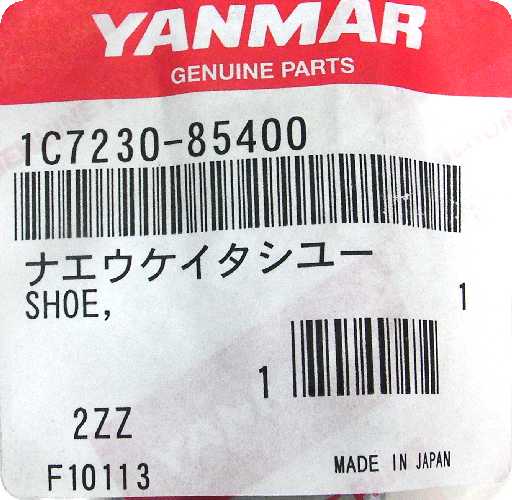 YANMAR
GENUINE PARTS
1C7230-85400
ナエウケイタシユー
SHOE,
1
1
2ZZ
F10113
MADE IN JAPAN